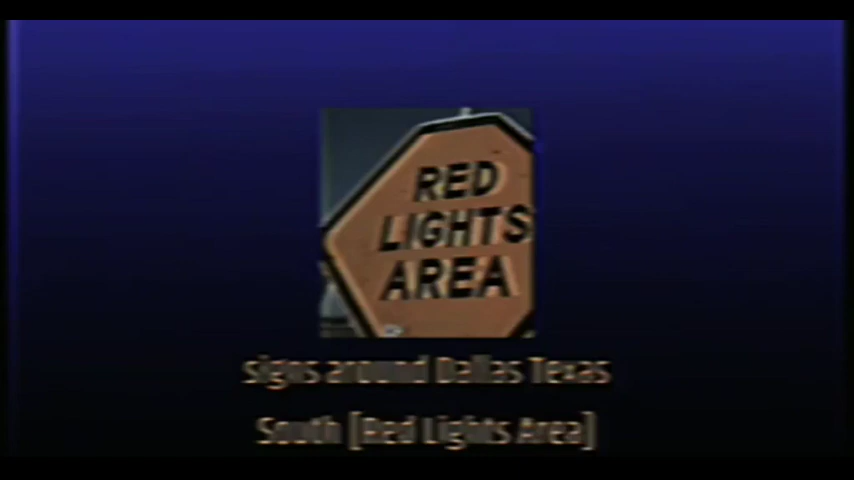 RED
LIGHTS
AREA
signs around Dallas Texas
South [Red Lights Area]